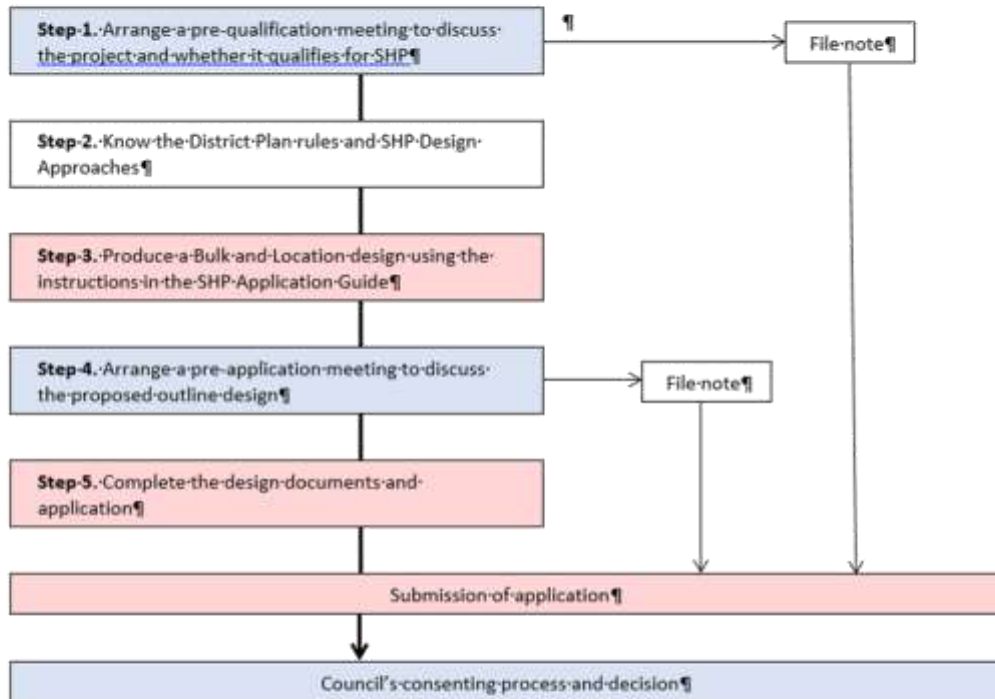 Step·1.·Arrange·a·pre-qualification·meeting·to·discuss·
the·project·and·whether·it·qualifies·for·SHP¶
¶
File·note¶
Step·2.·Know·the·District·Plan·rules·and·SHP·Design·
Approaches¶
Step·3.·Produce·a·Bulk·and·Location·design·using·the·
instructions·in·the·SHP·Application·Guide¶
Step·4.·Arrange·a·pre-application·meeting·to·discuss·
the·proposed·outline·design¶
File·note¶
Step·5.·Complete·the·design·documents·and·
application¶
Submission·of·application¶
Council's·consenting·process·and·decision¶